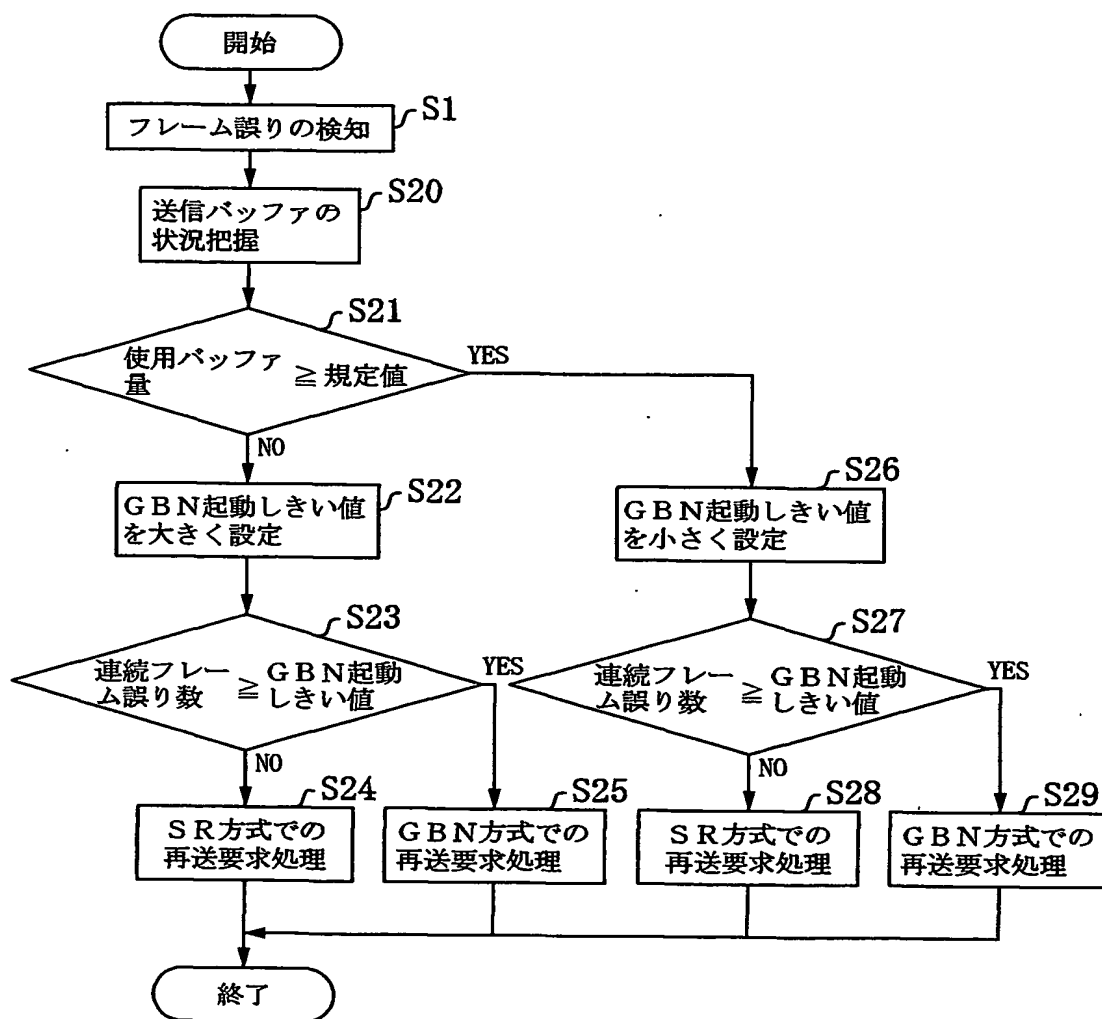 開始
フレーム誤りの検知
S1
送信バッファの
状況把握
S20
S21
使用バッファ
量
≧ 規定値
YES
NO
GBN起動しきい値
を大きく設定
S22
GBN起動しきい値
を小さく設定
S26
S23
連続フレー
ム誤り数
≧
GBN起動
しきい値
YES
NO
S27
連続フレー
ム誤り数
≧
GBN起動
しきい値
YES
NO
S24
SR方式での
再送要求処理
S25
GBN方式での
再送要求処理
S28
SR方式での
再送要求処理
S29
GBN方式での
再送要求処理
終了